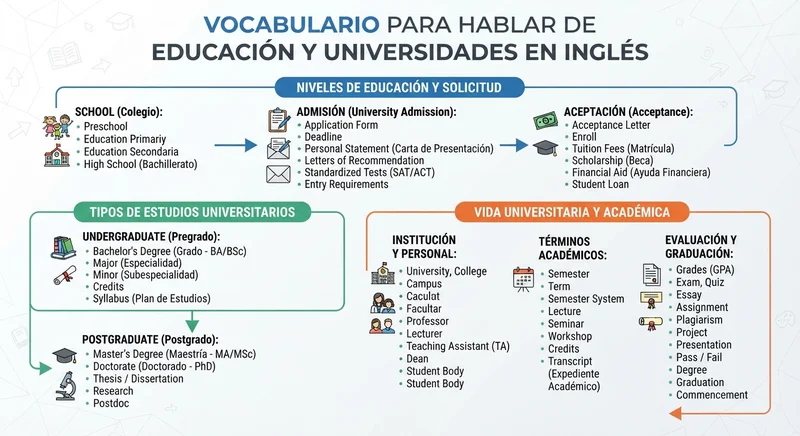 VOCABULARIO PARA HABLAR DE
EDUCACIÓN Y UNIVERSIDADES EN INGLÉS
NIVELES DE EDUCACIÓN Y SOLICITUD
SCHOOL (Colegio):
Preschool
Education Primariy
Education Secondaria
High School (Bachillerato)
ADMISIÓN (University Admission):
Application Form
Deadline
Personal Statement (Carta de Presentación)
Letters of Recommendation
Standardized Tests (SAT/ACT)
Entry Requirements
ACEPTACIÓN (Acceptance):
Acceptance Letter
Enroll
Tuition Fees (Matrícula)
Scholarship (Beca)
Financial Aid (Ayuda Financiera)
Student Loan
TIPOS DE ESTUDIOS UNIVERSITARIOS
UNDERGRADUATE (Pregrado):
Bachelor's Degree (Grado - BA/BSc)
Major (Especialidad)
Minor (Subespecialidad)
Credits
Syllabus (Plan de Estudios)
POSTGRADUATE (Postgrado):
Master's Degree (Maestría - MA/MSc)
Doctorate (Doctorado - PhD)
Thesis / Dissertation
Research
Postdoc
VIDA UNIVERSITARIA Y ACADÉMICA
INSTITUCIÓN
Y PERSONAL:
University, College
Campus
Caculat
Facultar
Professor
Lecturer
Teaching Assistant (TA)
Dean
Student Body
Student Body
TÉRMINOS
ACADÉMICOS:
Semester
Term
Semester System
Lecture
Seminar
Workshop
Credits
Transcript
(Expediente
Académico)
EVALUACIÓN Y
GRADUACIÓN:
Grades (GPA)
Exam, Quiz
Essay
Assignment
Plagiarism
Project
Presentation
Pass / Fail
Degree
Graduation
Commencement